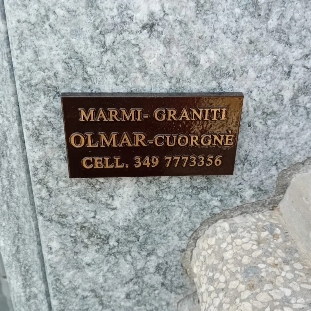 MARMI- GRANITI
OLMAR-CUORGNE
CELL. 349 7773356